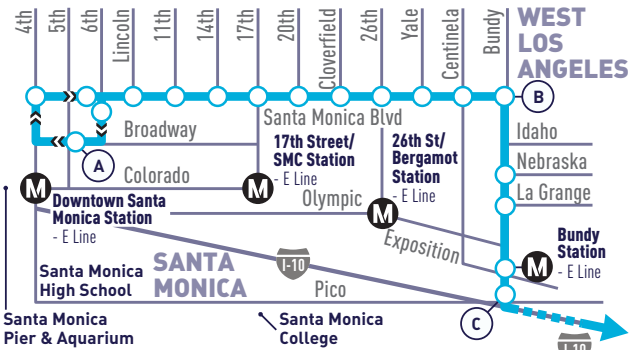 4th
5th
6th
Lincoln
11th
14th
17th
20th
Cloverfield
26th
Yale
Centinela
Bundy
WEST
LOS
ANGELES
B
Santa Monica Blvd
Broadway
A
Idaho
Nebraska
La Grange
17th Street/
SMC Station
- E Line
26th St/
Bergamot
Station
- E Line
Colorado
M
M
Olympic
M
Downtown Santa
Monica Station
- E Line
Exposition
Bundy
Station
- E Line
M
Santa Monica
High School
SANTA
MONICA
I-10
Pico
C
Santa Monica
Pier & Aquarium
Santa Monica
College
I-10